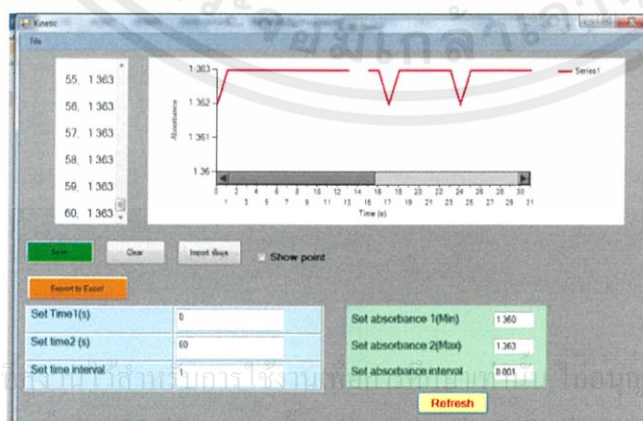 Kinetic
File
55, 1.363
56, 1.363
57, 1.363
58, 1.363
59, 1.363
60, 1.363
Absorbance
1.363
1.362
1.361
1.36
0 2 4 6 8 10 12 14 16 18 20 22 24 26 28 30
1 3 5 7 9 11 13 15 17 19 21 23 25 27 29 31
Time (s)
Series1
Save
Clear
Import data
Show point
Export to Excel
Set Time1(s) 0
Set time2 (s) 60
Set time interval 1
Set absorbance 1(Min) 1.360
Set absorbance 2(Max) 1.363
Set absorbance interval 0.001
Refresh